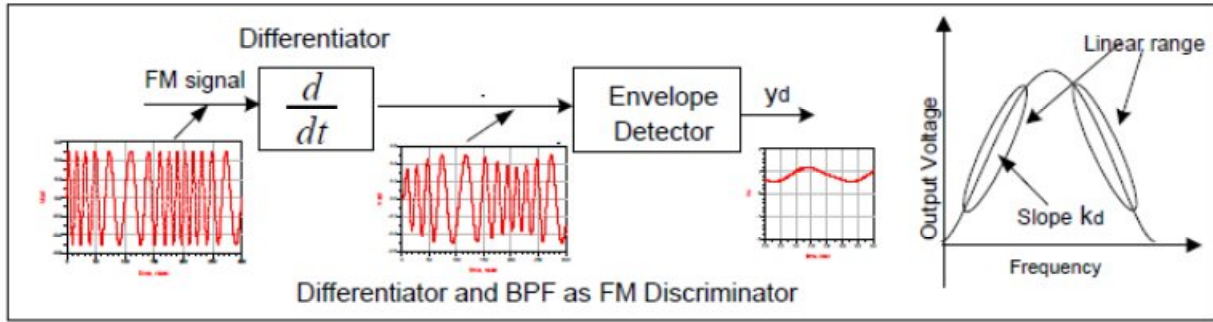 Differentiator
FM signal
d
dt
Envelope
Detector
yd
Differentiator and BPF as FM Discriminator
Output Voltage
Linear range
Slope kd
Frequency